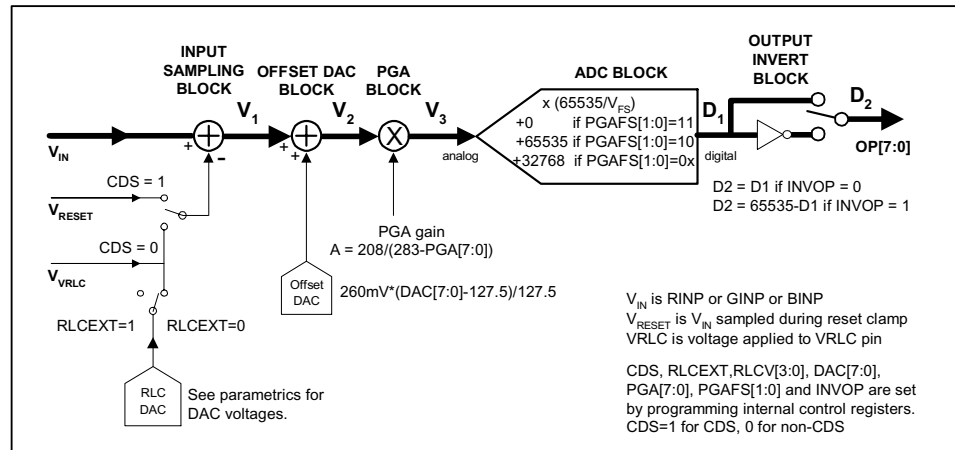 INPUT
SAMPLING
BLOCK
OFFSET DAC
BLOCK
PGA
BLOCK
ADC BLOCK
OUTPUT
INVERT
BLOCK
V1
V2
V3
D1
D2
x (65535/VFS)
+0 if PGAFS[1:0]=11
+65535 if PGAFS[1:0]=10
+32768 if PGAFS[1:0]=0x
+
+
-
+
+
X
VIN
analog
digital
OP[7:0]
CDS = 1
VRESET
CDS = 0
VVRLC
D2 = D1 if INVOP = 0
D2 = 65535-D1 if INVOP = 1
PGA gain
A = 208/(283-PGA[7:0])
Offset
DAC
260mV*(DAC[7:0]-127.5)/127.5
RLCEXT=1
RLCEXT=0
RLC
DAC
See parametrics for
DAC voltages.
VIN is RINP or GINP or BINP
VRESET is VIN sampled during reset clamp
VRLC is voltage applied to VRLC pin
CDS, RLCEXT,RLCV[3:0], DAC[7:0],
PGA[7:0], PGAFS[1:0] and INVOP are set
by programming internal control registers.
CDS=1 for CDS, 0 for non-CDS